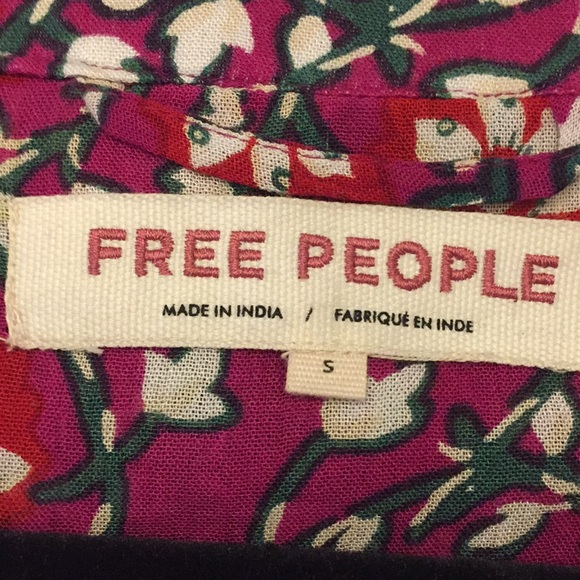 FREE PEOPLE
MADE IN INDIA / FABRIQUÉ EN INDE
S